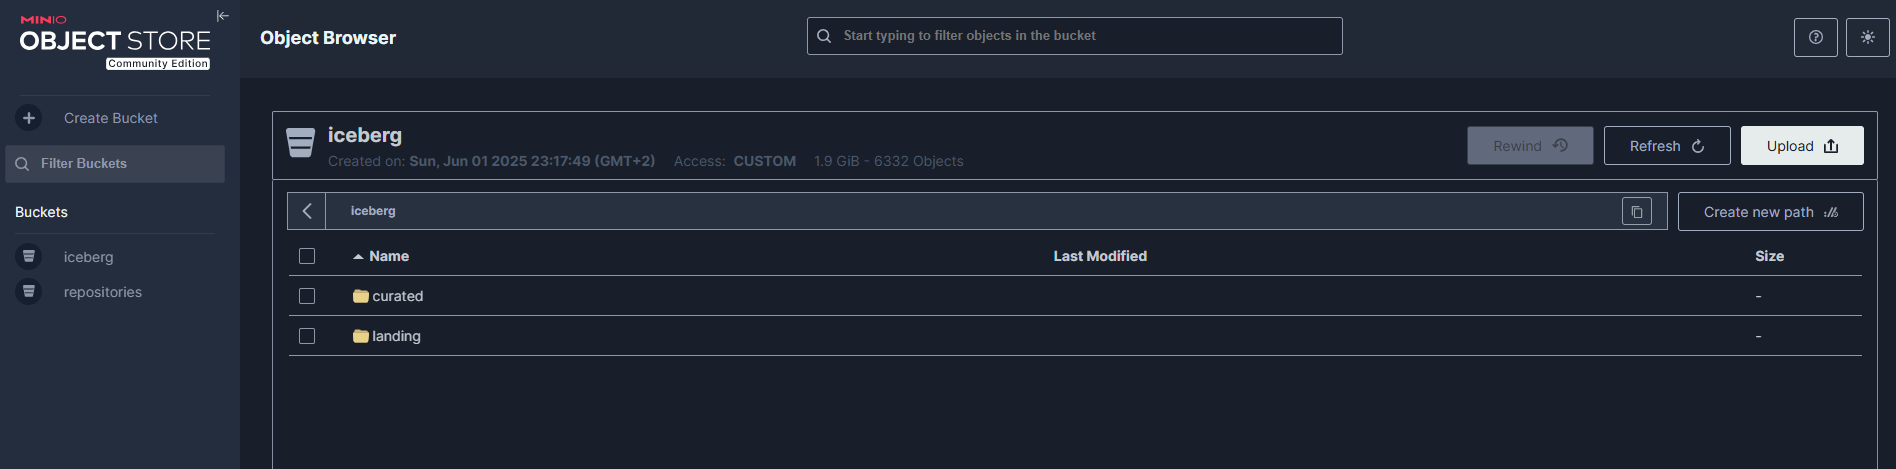 MINIO
OBJECT STORE
Community Edition
Create Bucket
Filter Buckets
Buckets
iceberg
repositories
Object Browser
Start typing to filter objects in the bucket
iceberg
Created on: Sun, Jun 01 2025 23:17:49 (GMT+2) Access: CUSTOM 1.9 GiB - 6332 Objects
Rewind
Refresh
Upload
iceberg
Create new path
Name Last Modified Size
curated -
landing -